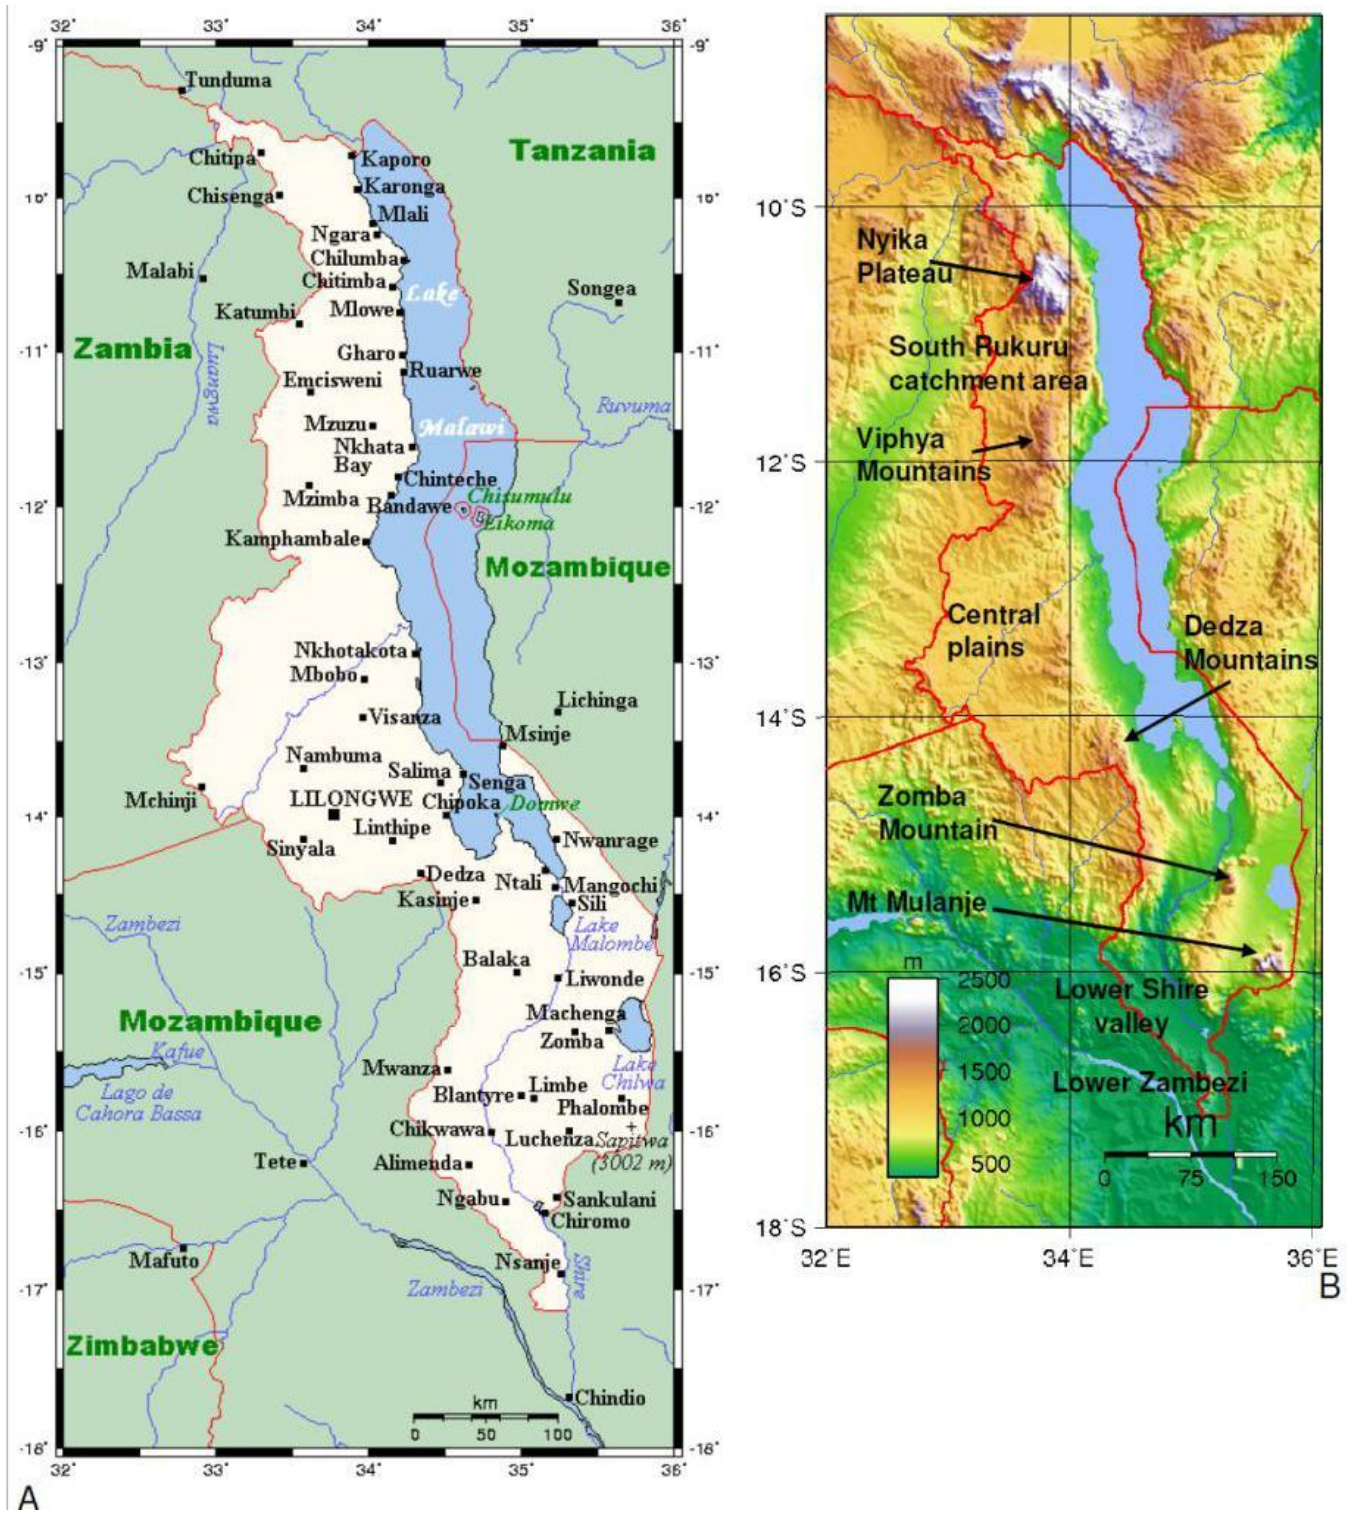 32˚
33˚
34˚
35˚
36˚
-9˚
-9˚
Tunduma
Tanzania
Chitipa
Kaporo
Karonga
Chisenga
-10˚
-10˚
Mlali
Ngara
Chilumba
Malabi
Chitimba
Lake
Songea
Katumbi
Mlowe
Zambia
Luangwa
Gharo
-11˚
-11˚
Ruarwe
Emcisweni
Ruvuma
Mzuzu
Malawi
Nkhata
Bay
Chinteche
Mzimba
Bandawe
Chisumulu
-12˚
-12˚
Likoma
Kamphambale
Mozambique
Nkhotakota
-13˚
-13˚
Mbobo
Lichinga
Visanza
Msinje
Nambuma
Salima
Senga
Mchinji
LILONGWE
Chipoka
Domwe
-14˚
-14˚
Linthipe
Sinyala
Nwanrage
Dedza
Ntali
Mangochi
Kasinje
Sili
Zambezi
Lake
Malombe
Balaka
-15˚
-15˚
Liwonde
Mozambique
Machenga
Zomba
Kafue
Lake
Chilwa
Mwanza
Lago de
Cahora Bassa
Limbe
Blantyre
Phalombe
-16˚
-16˚
Chikwawa
Luchenza
Sapitwa
(3002 m)
Tete
Alimenda
Ngabu
Sankulani
Chiromo
Mafuto
Nsanje
Shire
-17˚
-17˚
Zambezi
Zimbabwe
Chindio
km
0 50 100
-18˚
-18˚
32˚
33˚
34˚
35˚
36˚
A
10˚S
Nyika
Plateau
South Rukuru
catchment area
Viphya
Mountains
12˚S
Central
plains
Dedza
Mountains
14˚S
Zomba
Mountain
Mt Mulanje
16˚S
m
2500
2000
1500
1000
500
Lower Shire
valley
Lower Zambezi
km
0 75 150
18˚S
32˚E
34˚E
36˚E
B